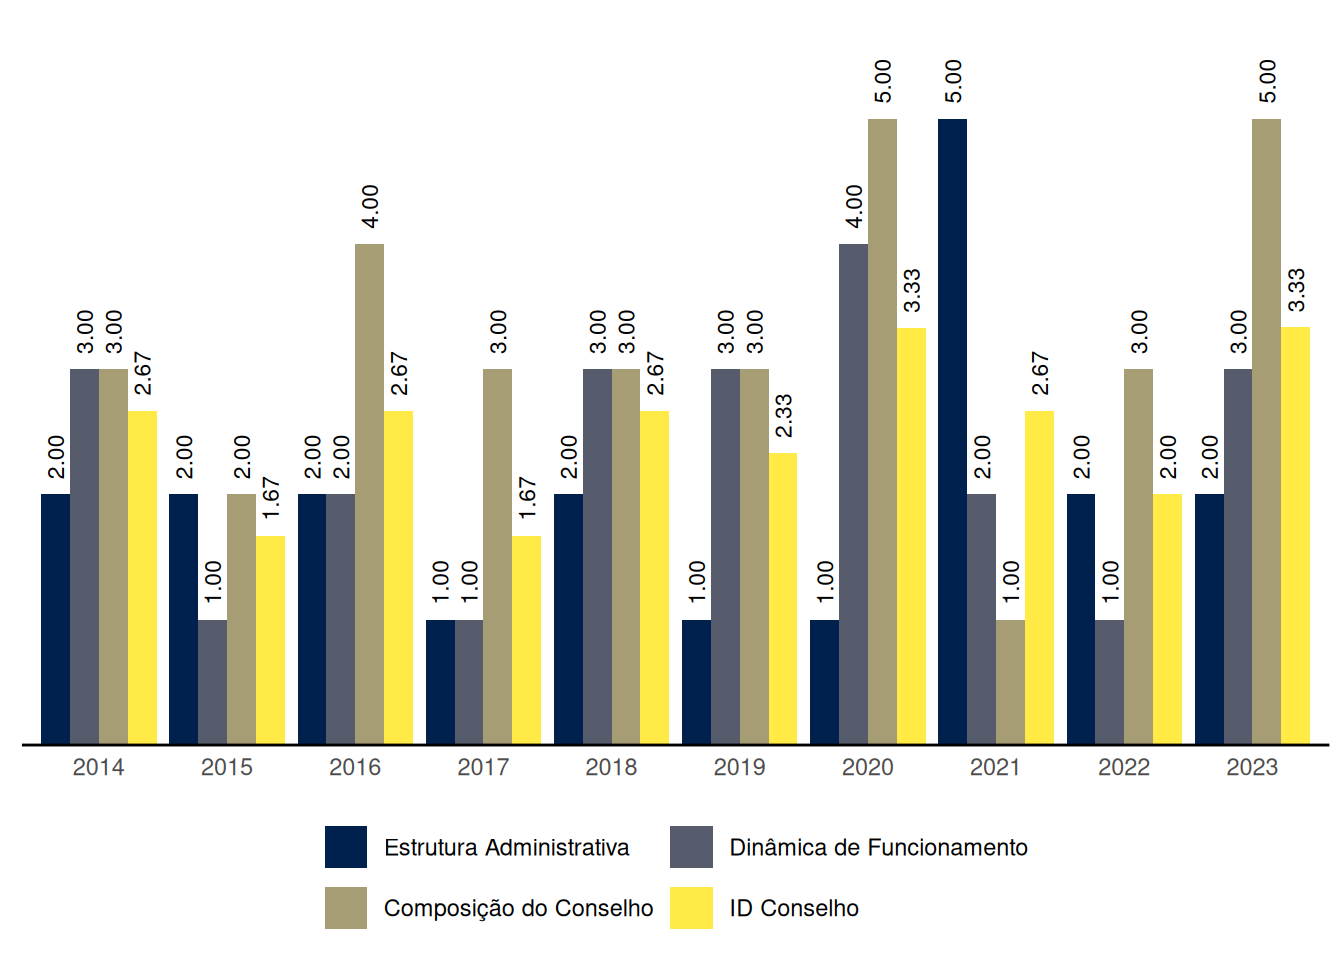 2.00 3.00 3.00 2.67
2.00 1.00 2.00 1.67
2.00 2.00 4.00 2.67
1.00 1.00 3.00 1.67
2.00 3.00 3.00 2.67
1.00 3.00 3.00 2.33
1.00 4.00 5.00 3.33
5.00 2.00 1.00 2.67
2.00 1.00 3.00 2.00
2.00 3.00 5.00 3.33
2014 2015 2016 2017 2018 2019 2020 2021 2022 2023
Estrutura Administrativa Dinâmica de Funcionamento
Composição do Conselho ID Conselho